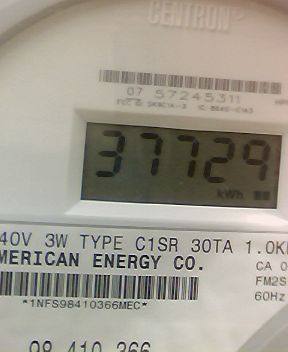 CENTRON®
07 57245311
37729
kWh
40V 3W TYPE C1SR 30TA 1.0K
MERICAN ENERGY CO.
CA 0
FM2S
60Hz
*1NFS98410366MEC*
98 410 366